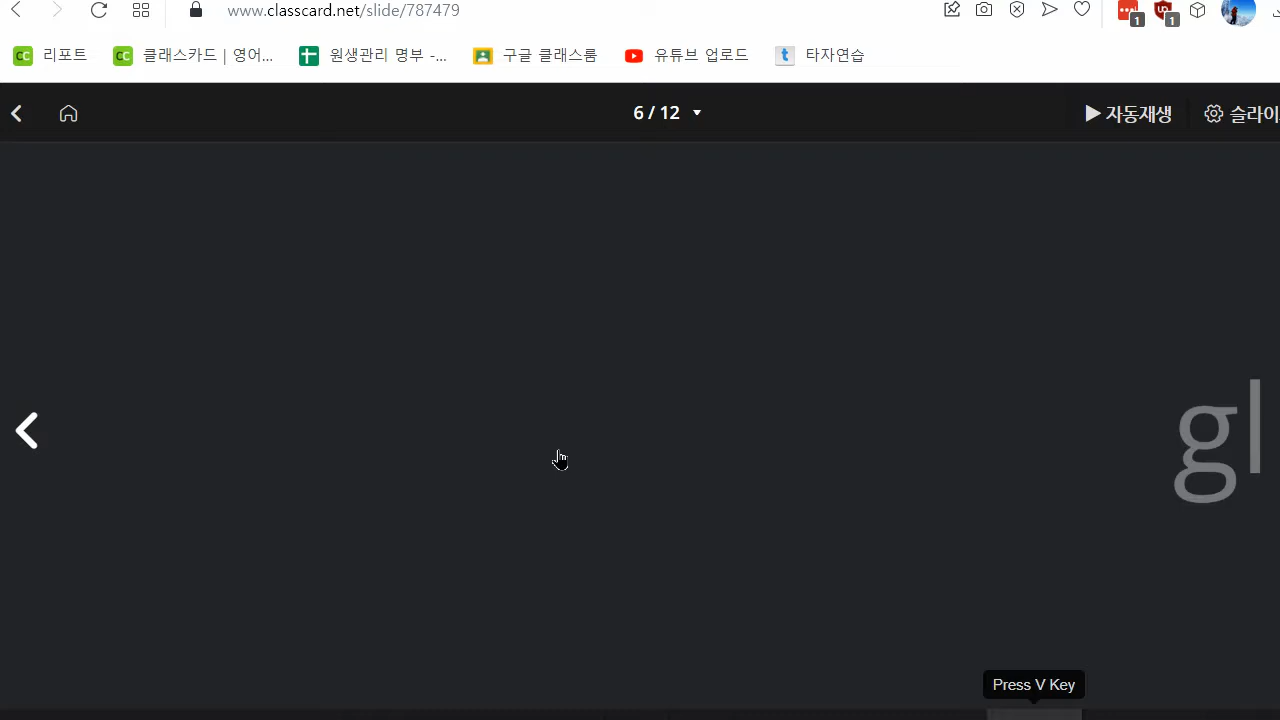 www.classcard.net/slide/787479
1
1
리포트
클래스카드 | 영어...
원생관리 명부 -...
구글 클래스룸
유튜브 업로드
타자연습
6 / 12
자동재생
슬라이
gl
Press V Key